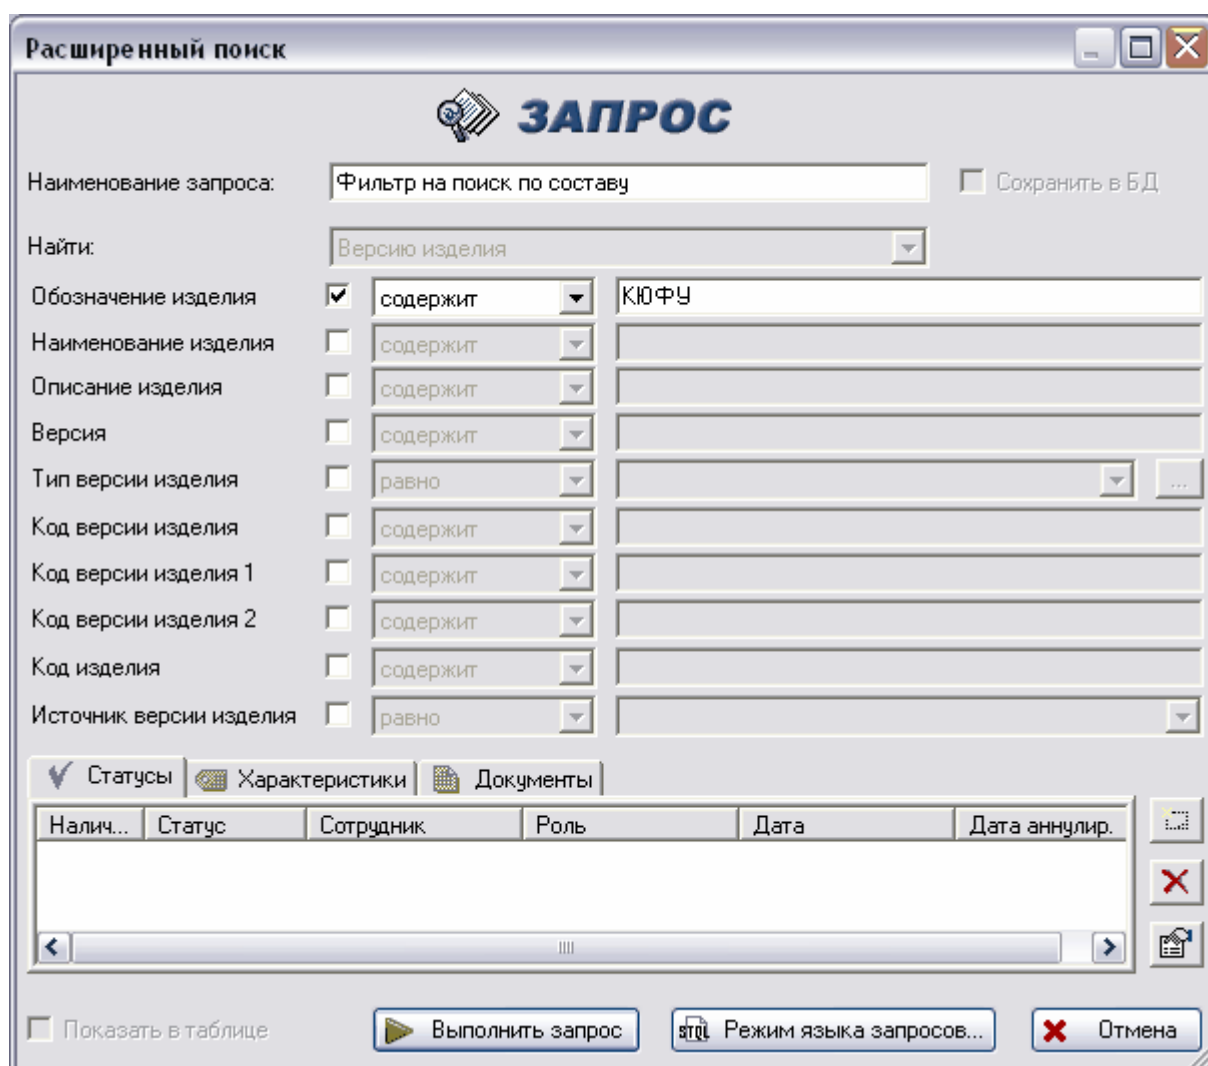 Расширенный поиск
ЗАПРОС
Наименование запроса: Фильтр на поиск по составу Сохранить в БД
Найти: Версию изделия
Обозначение изделия содержит КЮФУ
Наименование изделия содержит
Описание изделия содержит
Версия содержит
Тип версии изделия равно ...
Код версии изделия содержит
Код версии изделия 1 содержит
Код версии изделия 2 содержит
Код изделия содержит
Источник версии изделия равно
Статусы Характеристики Документы
Налич... Статус Сотрудник Роль Дата Дата аннулир.
Показать в таблице Выполнить запрос STQL Режим языка запросов... Отмена